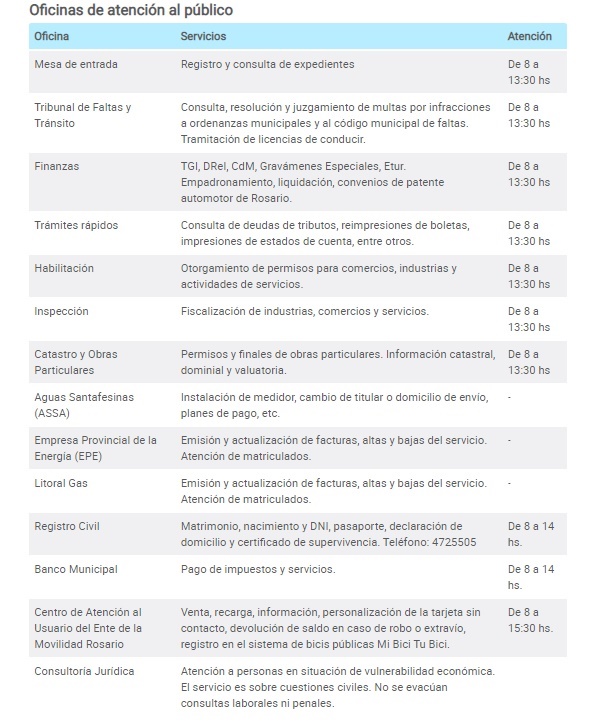 Oficinas de atención al público
Oficina Servicios Atención
Mesa de entrada Registro y consulta de expedientes De 8 a
13:30 hs
Tribunal de Faltas y Consulta, resolución y juzgamiento de multas por infracciones De 8 a
Tránsito a ordenanzas municipales y al código municipal de faltas. 13:30 hs
Tramitación de licencias de conducir.
Finanzas TGI, DReI, CdM, Gravámenes Especiales, Etur. De 8 a
Empadronamiento, liquidación, convenios de patente 13:30 hs
automotor de Rosario.
Trámites rápidos Consulta de deudas de tributos, reimpresiones de boletas, De 8 a
impresiones de estados de cuenta, entre otros. 13:30 hs
Habilitación Otorgamiento de permisos para comercios, industrias y De 8 a
actividades de servicios. 13:30 hs
Inspección Fiscalización de industrias, comercios y servicios. De 8 a
13:30 hs
Catastro y Obras Permisos y finales de obras particulares. Información catastral, De 8 a
Particulares dominial y valuatoria. 13:30 hs
Aguas Santafesinas Instalación de medidor, cambio de titular o domicilio de envío, -
(ASSA) planes de pago, etc.
Empresa Provincial de la Emisión y actualización de facturas, altas y bajas del servicio. -
Energía (EPE) Atención de matriculados.
Litoral Gas Emisión y actualización de facturas, altas y bajas del servicio. -
Atención de matriculados.
Registro Civil Matrimonio, nacimiento y DNI, pasaporte, declaración de De 8 a 14
domicilio y certificado de supervivencia. Teléfono: 4725505 hs.
Banco Municipal Pago de impuestos y servicios. De 8 a 14
hs.
Centro de Atención al Venta, recarga, información, personalización de la tarjeta sin De 8 a
Usuario del Ente de la contacto, devolución de saldo en caso de robo o extravío, 15:30 hs.
Movilidad Rosario registro en el sistema de bicis públicas Mi Bici Tu Bici.
Consultoría Jurídica Atención a personas en situación de vulnerabilidad económica.
El servicio es sobre cuestiones civiles. No se evacúan
consultas laborales ni penales.